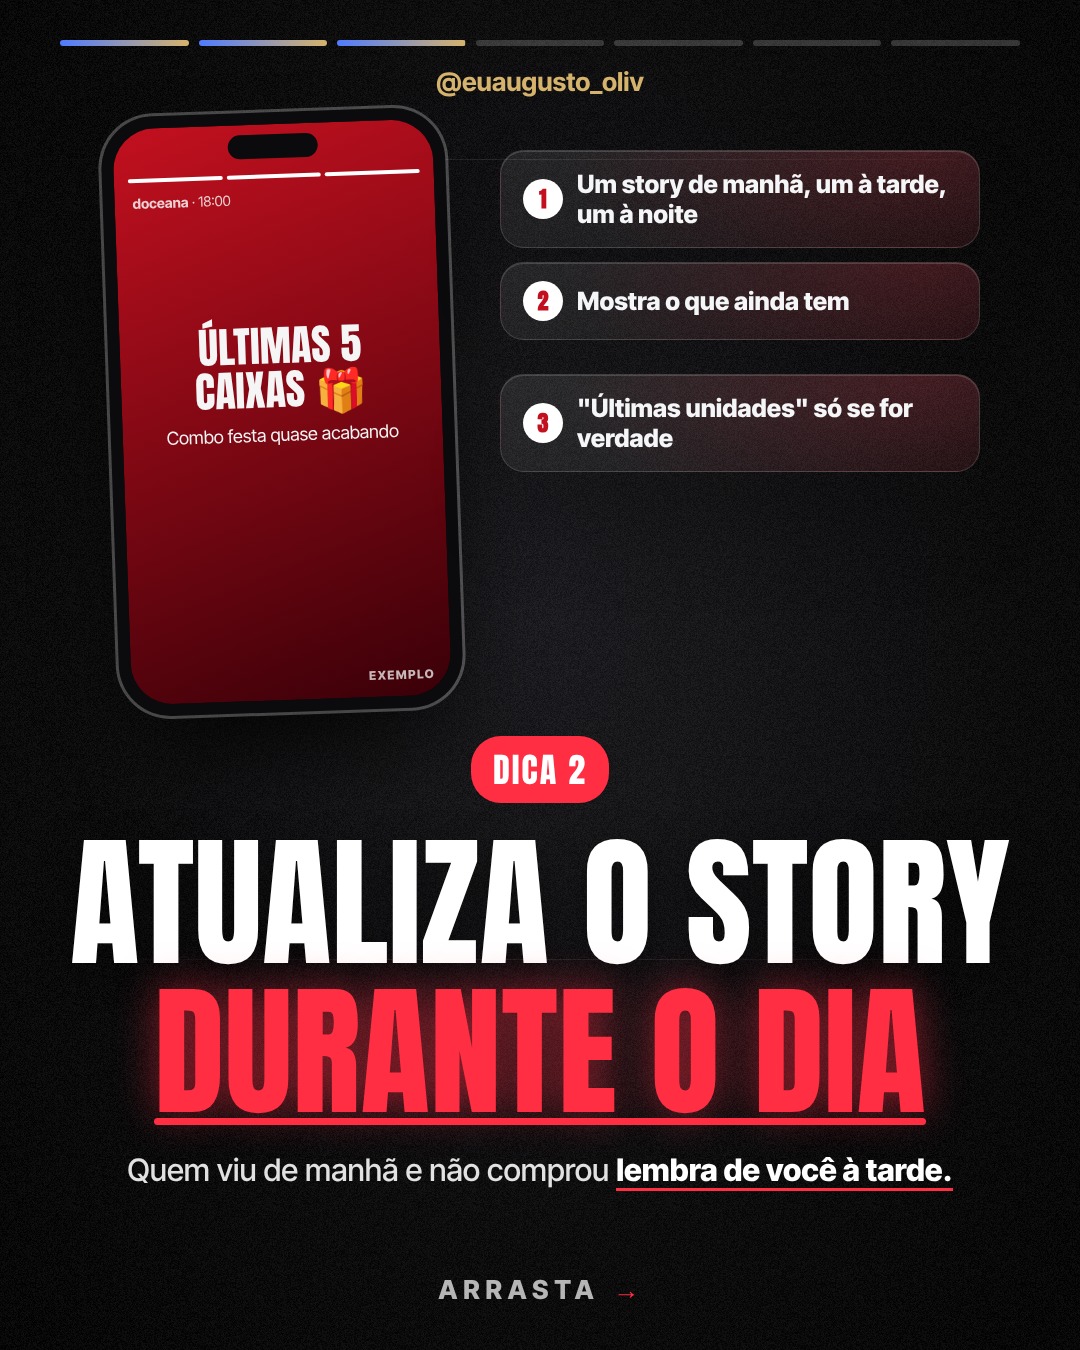 @euaugusto_oliv
doceana · 18:00
ÚLTIMAS 5
CAIXAS 🎁
Combo festa quase acabando
EXEMPLO
1
Um story de manhã, um à tarde,
um à noite
2
Mostra o que ainda tem
3
"Últimas unidades" só se for
verdade
DICA 2
ATUALIZA O STORY
DURANTE O DIA
Quem viu de manhã e não comprou lembra de você à tarde.
ARRASTA →